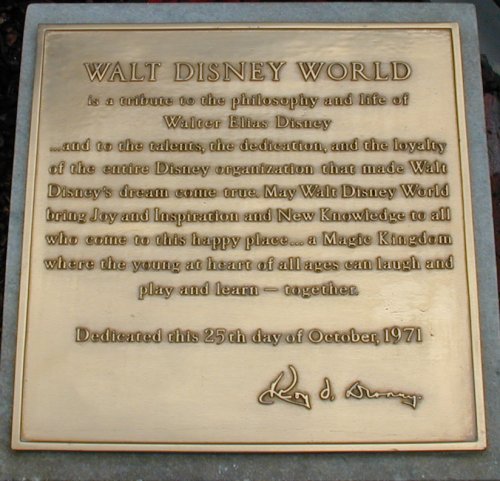 WALT DISNEY WORLD
is a tribute to the philosophy and life of
Walter Elias Disney
...and to the talents, the dedication, and the loyalty
of the entire Disney organization that made Walt
Disney's dream come true. May Walt Disney World
bring Joy and Inspiration and New Knowledge to all
who come to this happy place... a Magic Kingdom
where the young at heart of all ages can laugh and
play and learn — together.
Dedicated this 25th day of October, 1971
Roy O. Disney